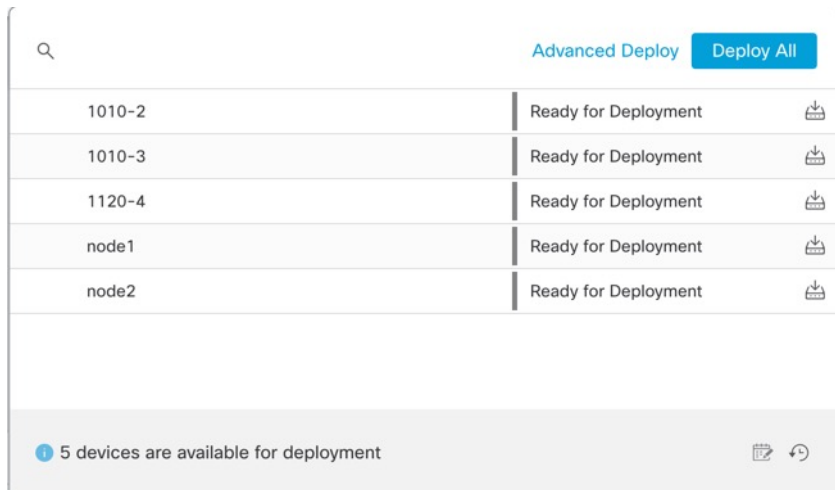 Advanced Deploy Deploy All
1010-2 Ready for Deployment
1010-3 Ready for Deployment
1120-4 Ready for Deployment
node1 Ready for Deployment
node2 Ready for Deployment
5 devices are available for deployment